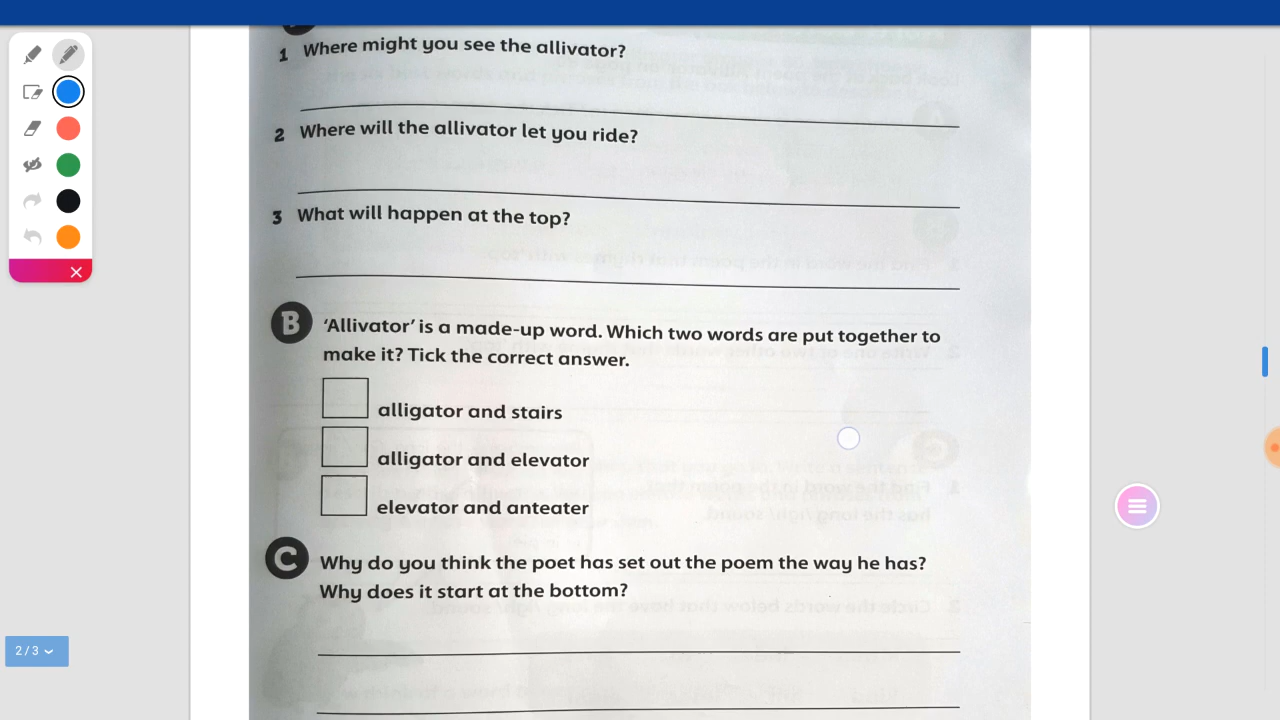 1 Where might you see the allivator?
2 Where will the allivator let you ride?
3 What will happen at the top?
B 'Allivator' is a made-up word. Which two words are put together to
make it? Tick the correct answer.
alligator and stairs
alligator and elevator
elevator and anteater
C Why do you think the poet has set out the poem the way he has?
Why does it start at the bottom?
2 / 3